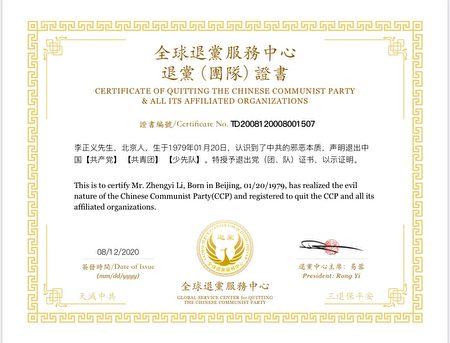 全球退黨服務中心
退黨（團隊）證書
CERTIFICATE OF QUITTING THE CHINESE COMMUNIST PARTY
& ALL ITS AFFILIATED ORGANIZATIONS
證書編號/Certificate No. TD2008120008001507
李正义先生，北京人，生于1979年01月20日，认识到了中共的邪恶本质，声明退出中
国【共产党】 【共青团】 【少先队】。特授予退出党（团、队）证书，以示证明。
This is to certify Mr. Zhengyi Li, Born in Beijing, 01/20/1979, has realized the evil
nature of the Chinese Communist Party(CCP) and registered to quit the CCP and all its
affiliated organizations.
08/12/2020
簽發時間/Date of Issue
(mm/dd/yyyy)
退黨
全球退黨服務中心
GLOBAL SERVICE CENTER for QUITTING
THE CHINESE COMMUNIST PARTY
退黨中心主席：易蓉
President: Rong Yi
天滅中共
三退保平安